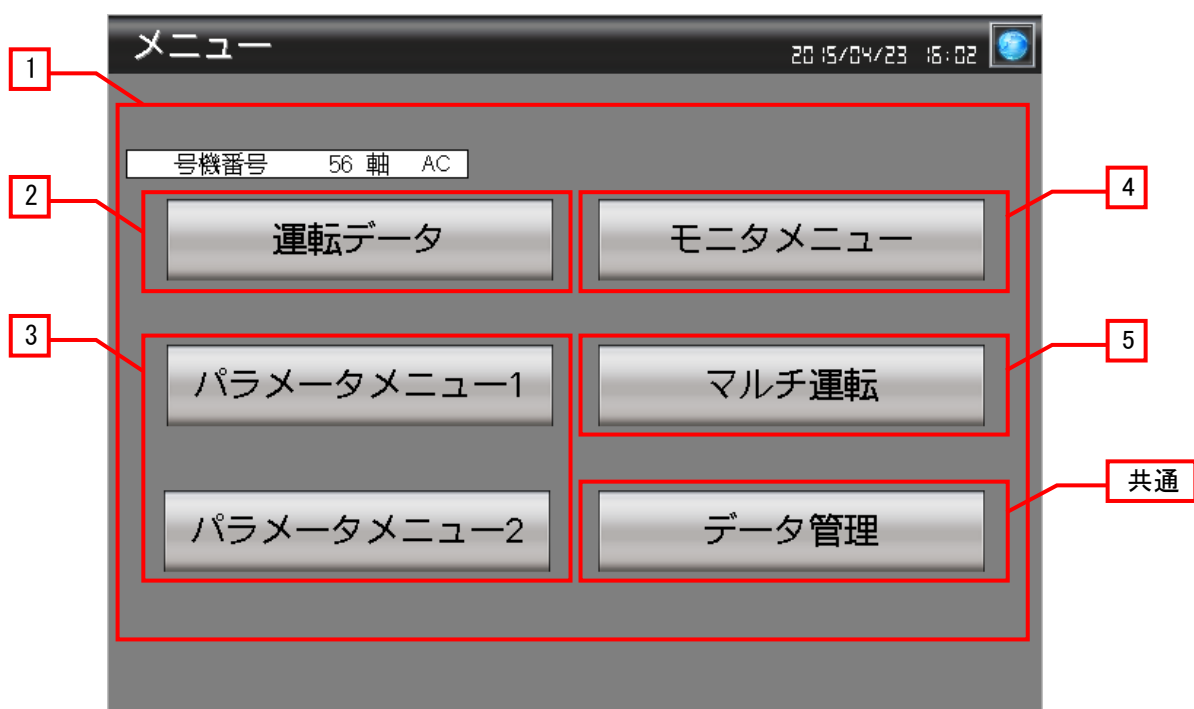 メニュー 2015/04/23 16:02
1
号機番号 56 軸 AC
2
4
運転データ モニタメニュー
3
5
パラメータメニュー1 マルチ運転
共通
パラメータメニュー2 データ管理